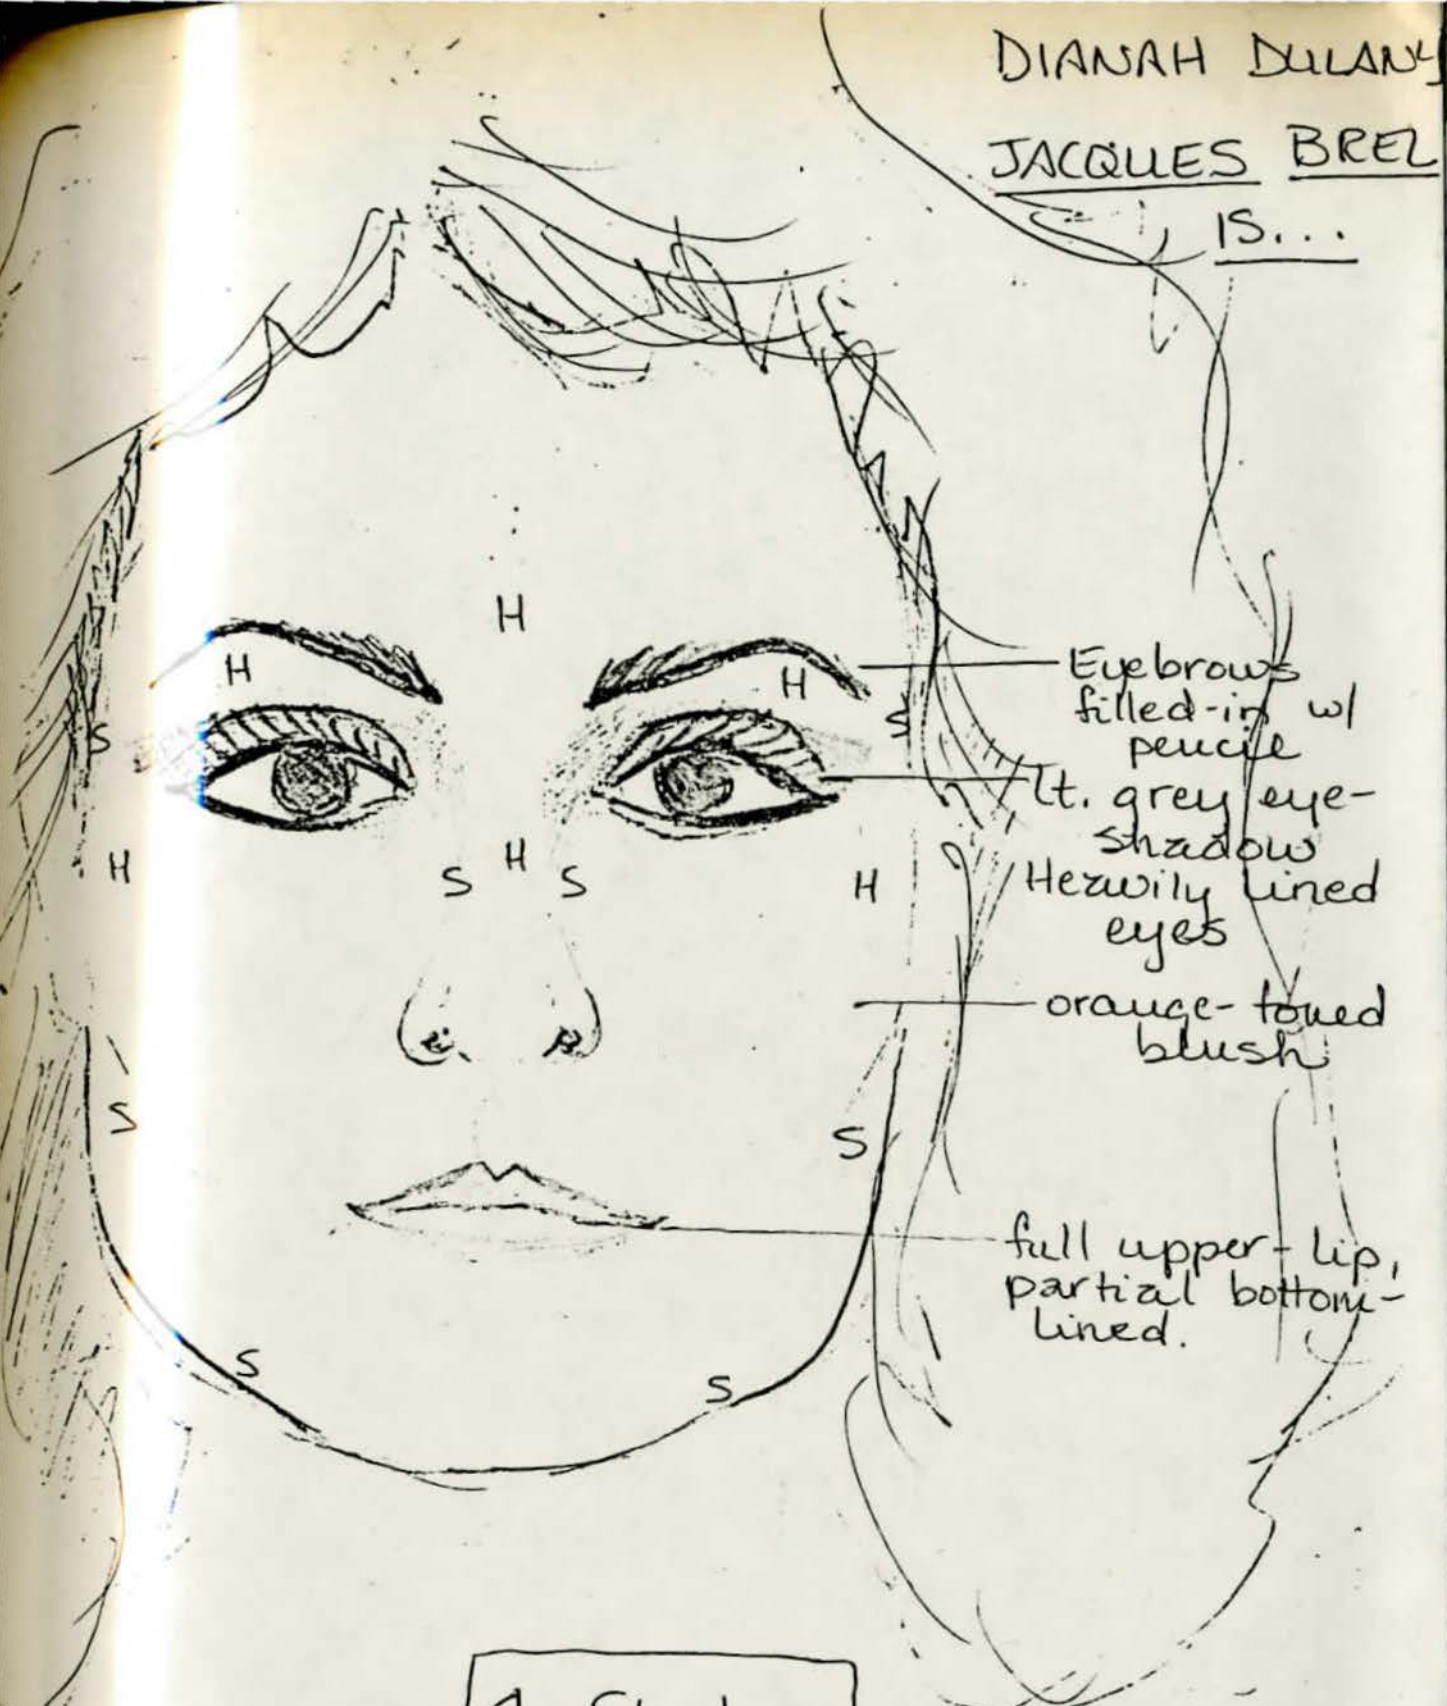 DIANAH DULANY
JACQUES BREL
IS...
H
H
H
Eyebrows
filled-in w/
pencil
S
S
lt. grey eye-
shadow
Heavily lined
eyes
H
H
S
S
H
orange-toned
blush
S
S
full upper-lip,
partial bottom-
lined.
S
S